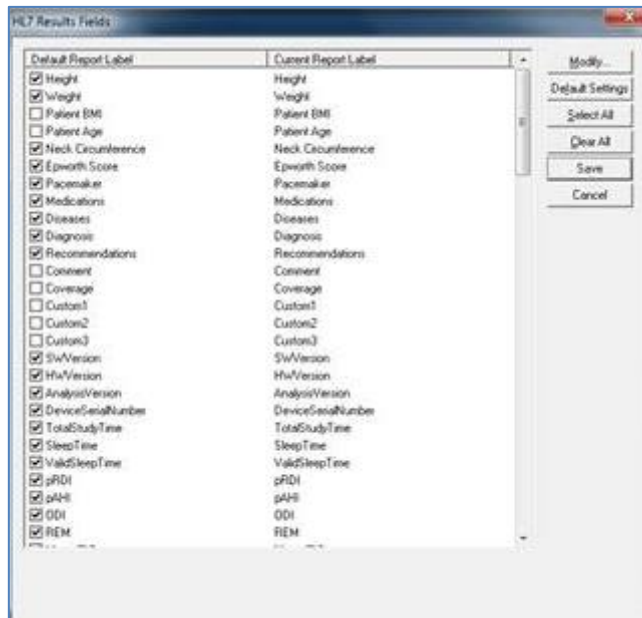 HL7 Results Fields
Default Report Label Current Report Label
Height Height
Weight Weight
Patient BMI Patient BMI
Patient Age Patient Age
Neck Circumference Neck Circumference
Epworth Score Epworth Score
Pacemaker Pacemaker
Medications Medications
Diseases Diseases
Diagnosis Diagnosis
Recommendations Recommendations
Comment Comment
Coverage Coverage
Custom1 Custom1
Custom2 Custom2
Custom3 Custom3
SWVersion SWVersion
HWVersion HWVersion
AnalysisVersion AnalysisVersion
DeviceSerialNumber DeviceSerialNumber
TotalStudyTime TotalStudyTime
SleepTime SleepTime
ValidSleepTime ValidSleepTime
pRDI pRDI
pAHI pAHI
ODI ODI
REM REM
Modify...
Default Settings
Select All
Clear All
Save
Cancel